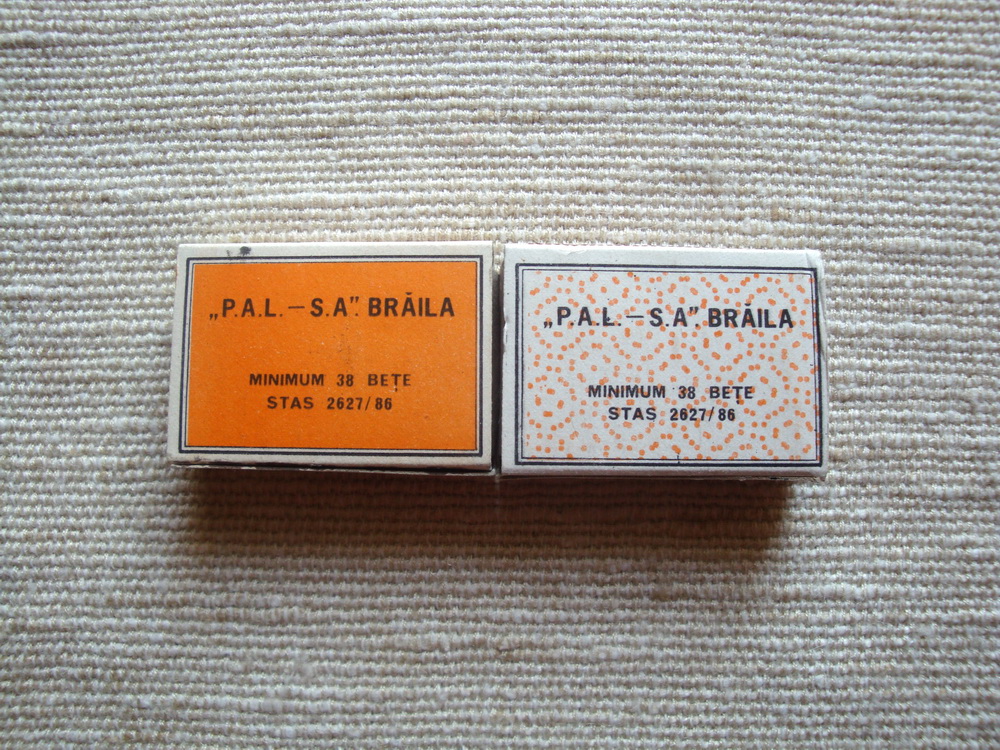 „P.A.L. – S.A”. BRĂILA
MINIMUM 38 BEȚE
STAS 2627/86
„P.A.L. – S.A”. BRĂILA
MINIMUM 38 BEȚE
STAS 2627/86